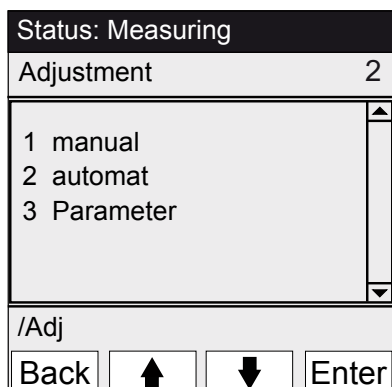 Status: Measuring
Adjustment 2
1 manual
2 automat
3 Parameter
/Adj
Back Enter